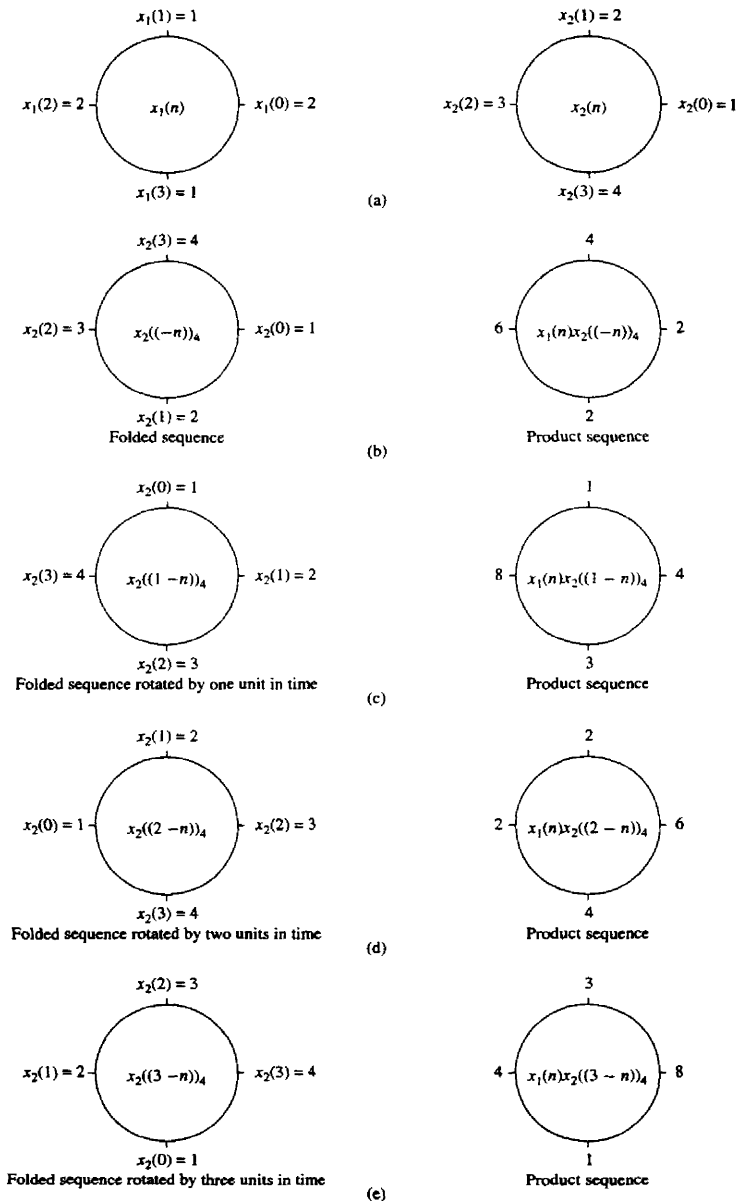 x₁(1) = 1
x₂(1) = 2
x₁(2) = 2
x₁(n)
x₁(0) = 2
x₂(2) = 3
x₂(n)
x₂(0) = 1
x₁(3) = 1
x₂(3) = 4
(a)
x₂(3) = 4
4
x₂(2) = 3
x₂((−n))₄
x₂(0) = 1
6
x₁(n)x₂((−n))₄
2
x₂(1) = 2
2
Folded sequence
Product sequence
(b)
x₂(0) = 1
1
x₂(3) = 4
x₂((1 −n))₄
x₂(1) = 2
8
x₁(n)x₂((1 − n))₄
4
x₂(2) = 3
3
Folded sequence rotated by one unit in time
Product sequence
(c)
x₂(1) = 2
2
x₂(0) = 1
x₂((2 −n))₄
x₂(2) = 3
2
x₁(n)x₂((2 − n))₄
6
x₂(3) = 4
4
Folded sequence rotated by two units in time
Product sequence
(d)
x₂(2) = 3
3
x₂(1) = 2
x₂((3 −n))₄
x₂(3) = 4
4
x₁(n)x₂((3 − n))₄
8
x₂(0) = 1
1
Folded sequence rotated by three units in time
Product sequence
(e)